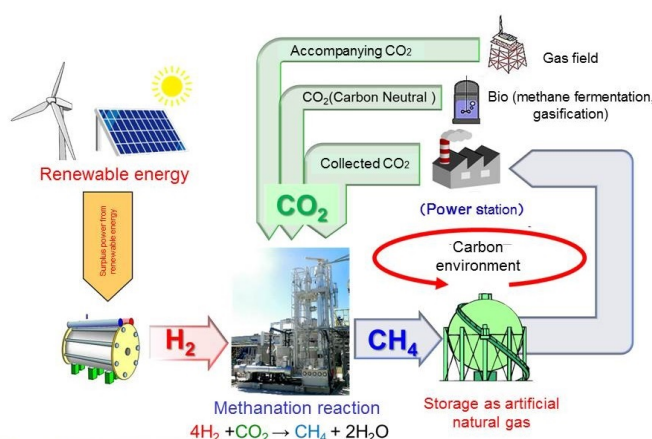 Accompanying CO₂
Gas field
CO₂(Carbon Neutral )
Bio (methane fermentation,
gasification)
Collected CO₂
Renewable energy
CO₂
(Power station)
Surplus power from
renewable energy
Carbon
environment
H₂
CH₄
Methanation reaction
4H₂ +CO₂ → CH₄ + 2H₂O
Storage as artificial
natural gas